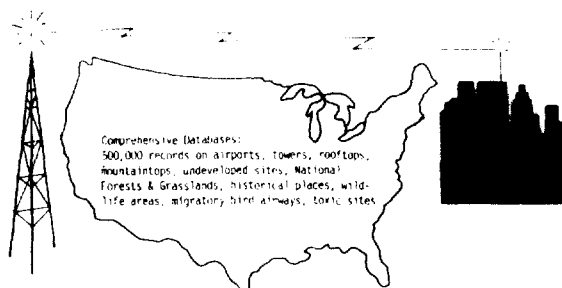 Comprehensive Databases:
500,000 records on airports, towers, rooftops,
mountaintops, undeveloped sites, National
Forests & Grasslands, historical places, wild-
life areas, migratory bird airways, toxic sites